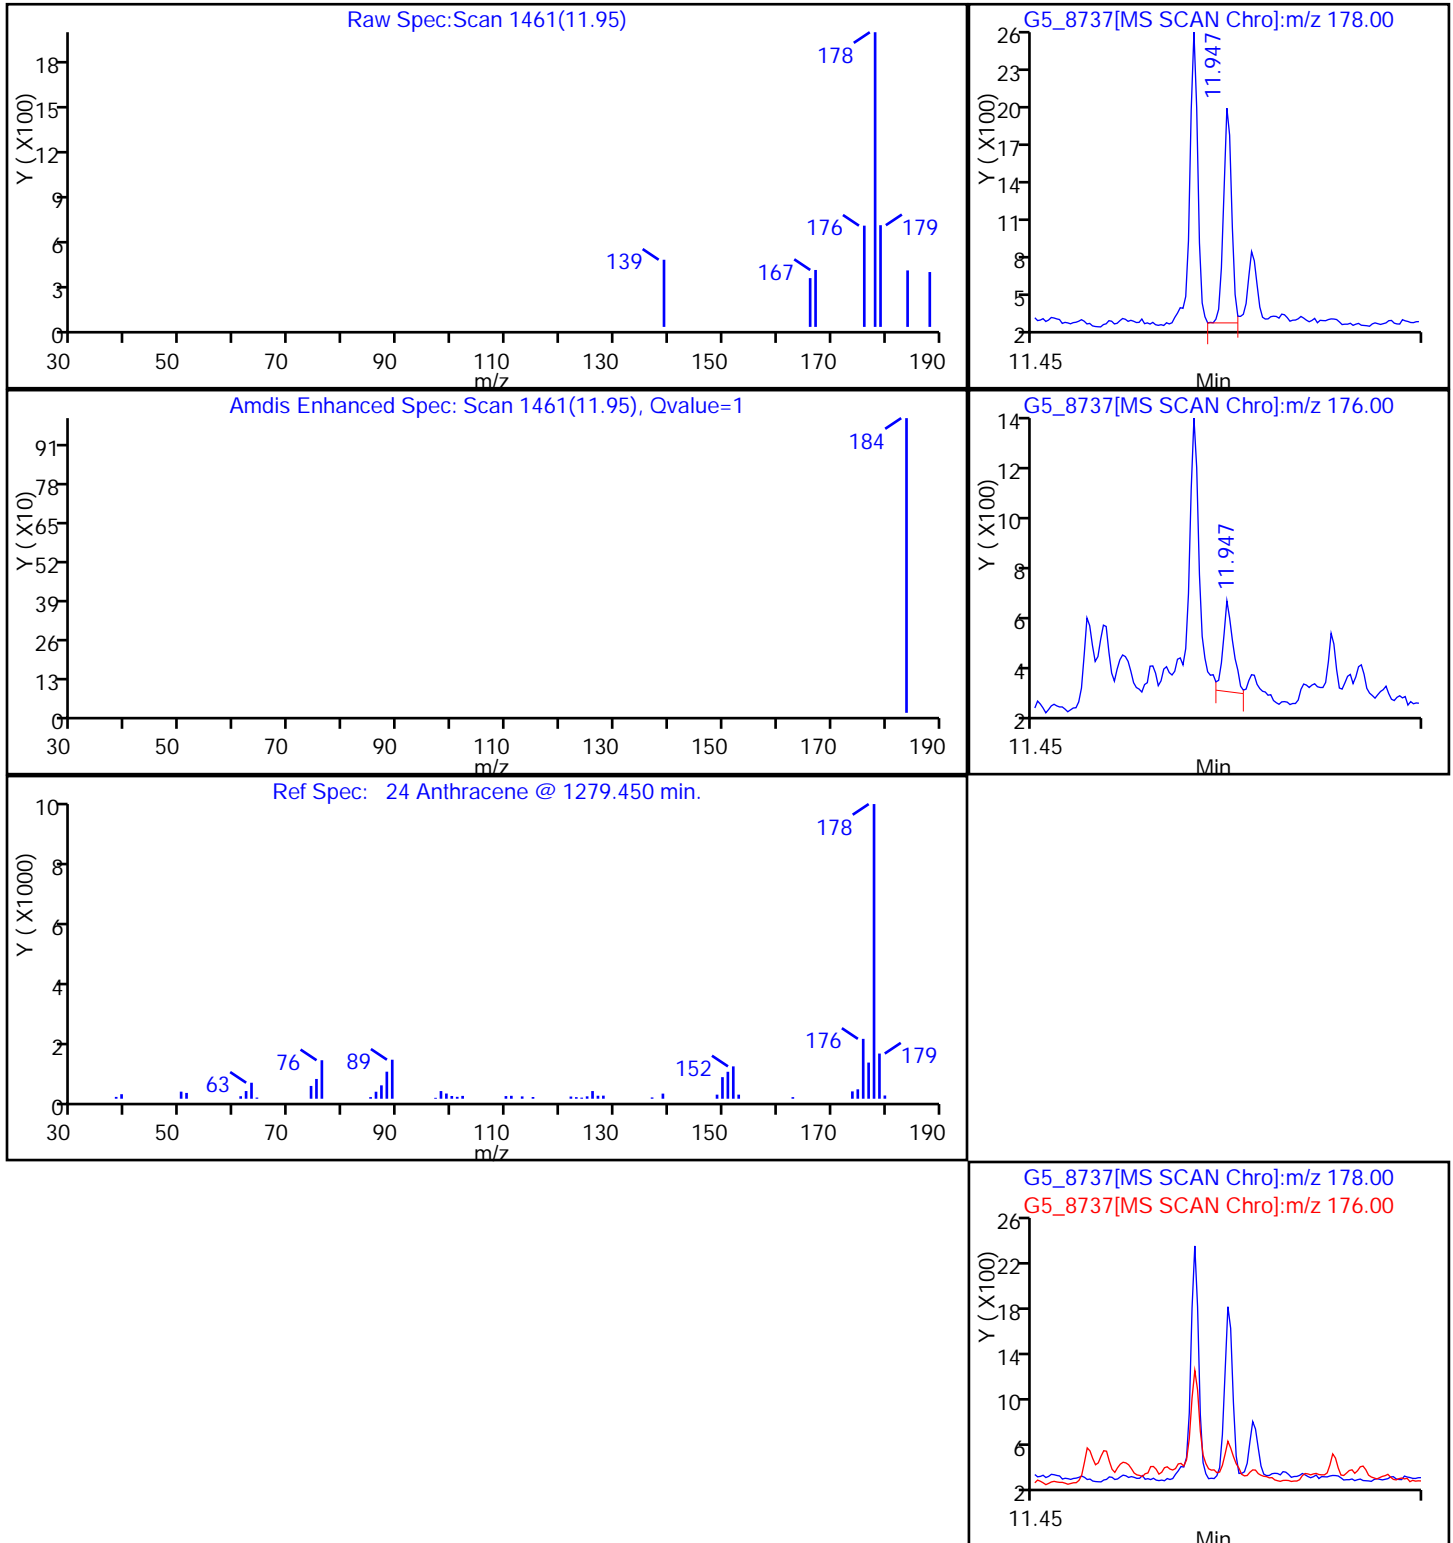 Raw Spec:Scan 1461(11.95)
Y ( X100)
18
15
12
9
6
3
0
178
176
179
139
167
30 50 70 90 110 130 150 170 190
m/z
G5_8737[MS SCAN Chro]:m/z 178.00
Y ( X100)
26
23
20
17
14
11
8
5
2
11.947
11.45
Min
Amdis Enhanced Spec: Scan 1461(11.95), Qvalue=1
Y ( X10)
91
78
65
52
39
26
13
0
184
30 50 70 90 110 130 150 170 190
m/z
G5_8737[MS SCAN Chro]:m/z 176.00
Y ( X100)
14
12
10
8
6
4
2
11.947
11.45
Min
Ref Spec: 24 Anthracene @ 1279.450 min.
Y ( X1000)
10
8
6
4
2
0
178
176
179
152
89
76
63
30 50 70 90 110 130 150 170 190
m/z
G5_8737[MS SCAN Chro]:m/z 178.00
G5_8737[MS SCAN Chro]:m/z 176.00
Y ( X100)
26
22
18
14
10
6
2
11.45
Min